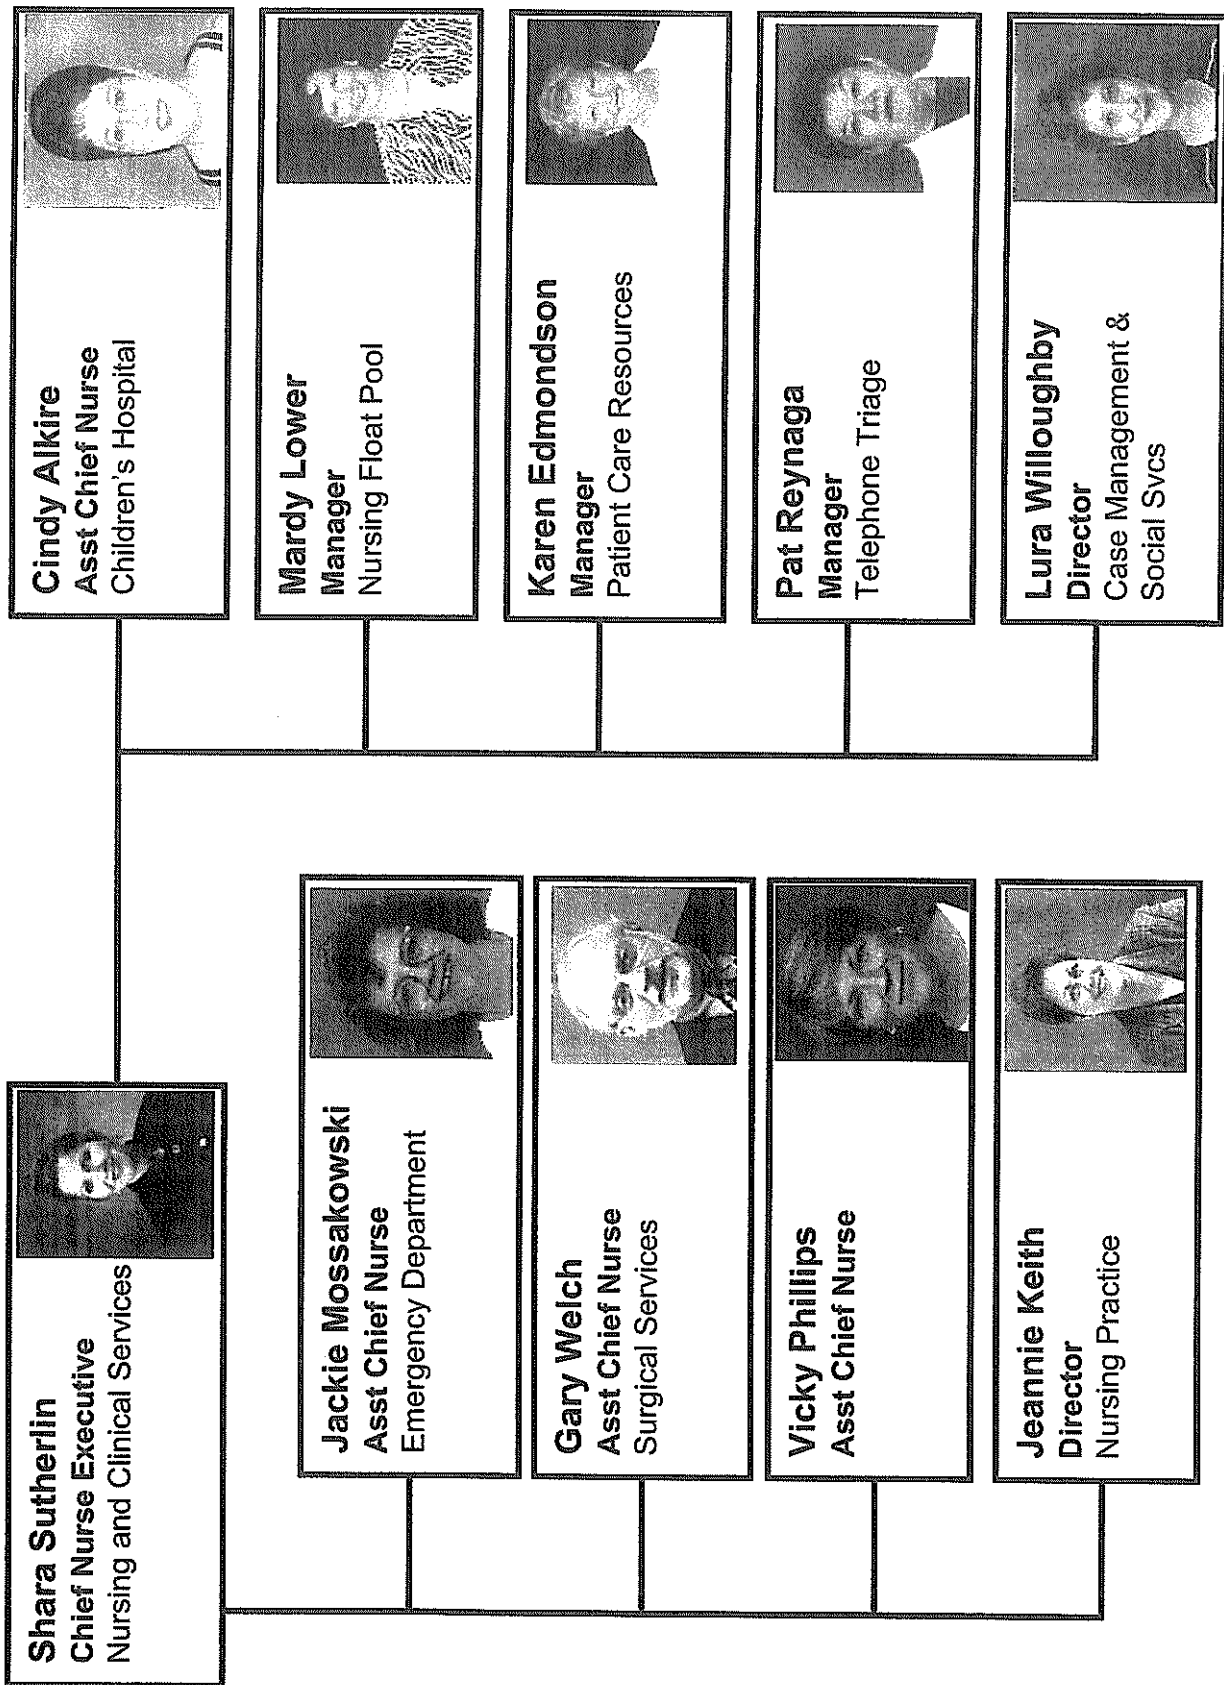 Shara Sutherlin
Chief Nurse Executive
Nursing and Clinical Services
Jackie Mossakowski
Asst Chief Nurse
Emergency Department
Gary Welch
Asst Chief Nurse
Surgical Services
Vicky Phillips
Asst Chief Nurse
Jeannie Keith
Director
Nursing Practice
Cindy Alkire
Asst Chief Nurse
Children's Hospital
Mardy Lower
Manager
Nursing Float Pool
Karen Edmondson
Manager
Patient Care Resources
Pat Reynaga
Manager
Telephone Triage
Lura Willoughby
Director
Case Management &
Social Svcs